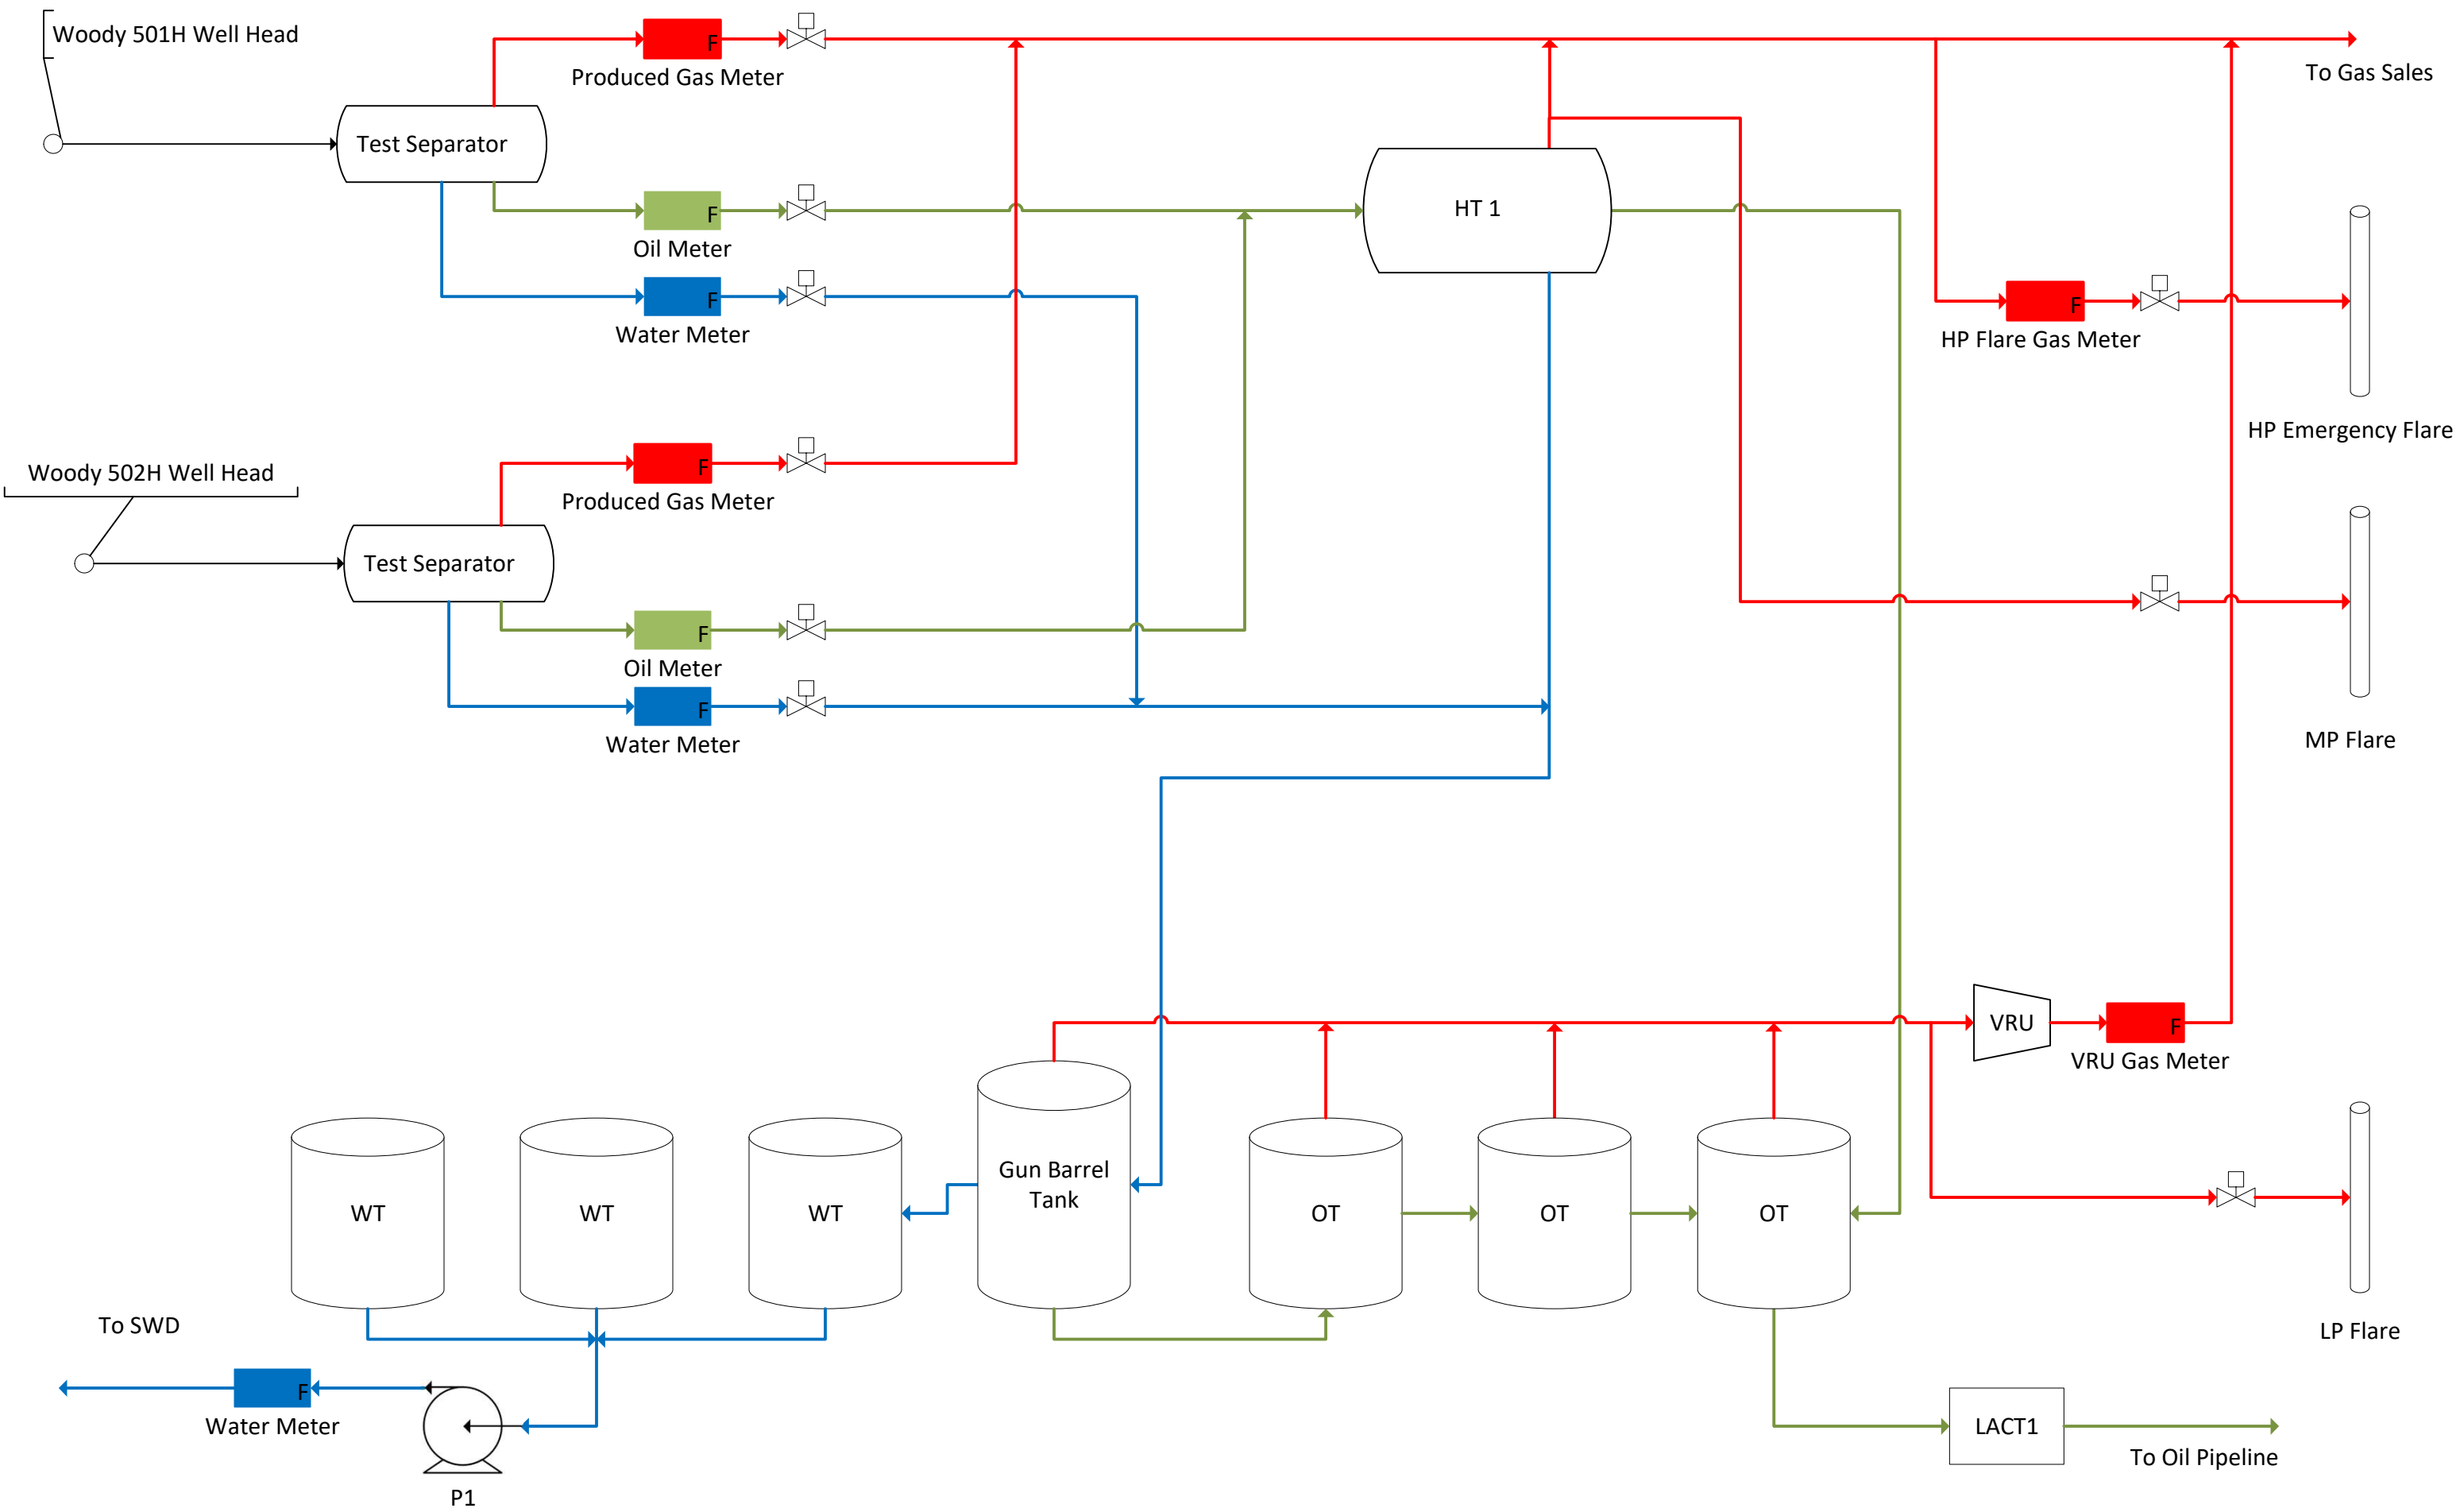 Woody 501H Well Head
F
Produced Gas Meter
To Gas Sales
Test Separator
F
Oil Meter
HT 1
F
Water Meter
F
HP Flare Gas Meter
HP Emergency Flare
Woody 502H Well Head
F
Produced Gas Meter
Test Separator
F
Oil Meter
F
Water Meter
MP Flare
VRU
F
VRU Gas Meter
WT
WT
WT
Gun Barrel
Tank
OT
OT
OT
To SWD
LP Flare
F
Water Meter
P1
LACT1
To Oil Pipeline